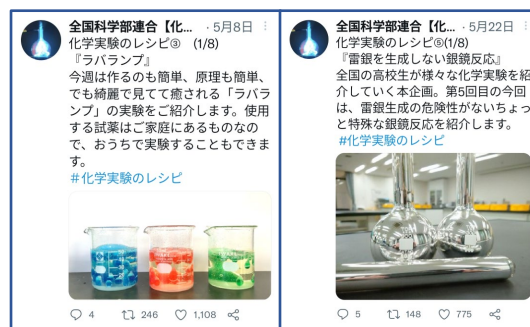 全国科学部連合【化... ・5月8日
化学実験のレシピ③ (1/8)
『ラバランプ』
今週は作るのも簡単、原理も簡単、
でも綺麗で見てて癒される「ラバラ
ンプ」の実験をご紹介します。使用
する試薬はご家庭にあるものなの
で、おうちで実験することもできま
す。
#化学実験のレシピ
4 246 1,108
全国科学部連合【化... ・5月22日
化学実験のレシピ⑤(1/8)
『雷銀を生成しない銀鏡反応』
全国の高校生が様々な化学実験を紹
介していく本企画。第5回目の今回
は、雷銀生成の危険性がないちょっ
と特殊な銀鏡反応を紹介します。
#化学実験のレシピ
5 148 775